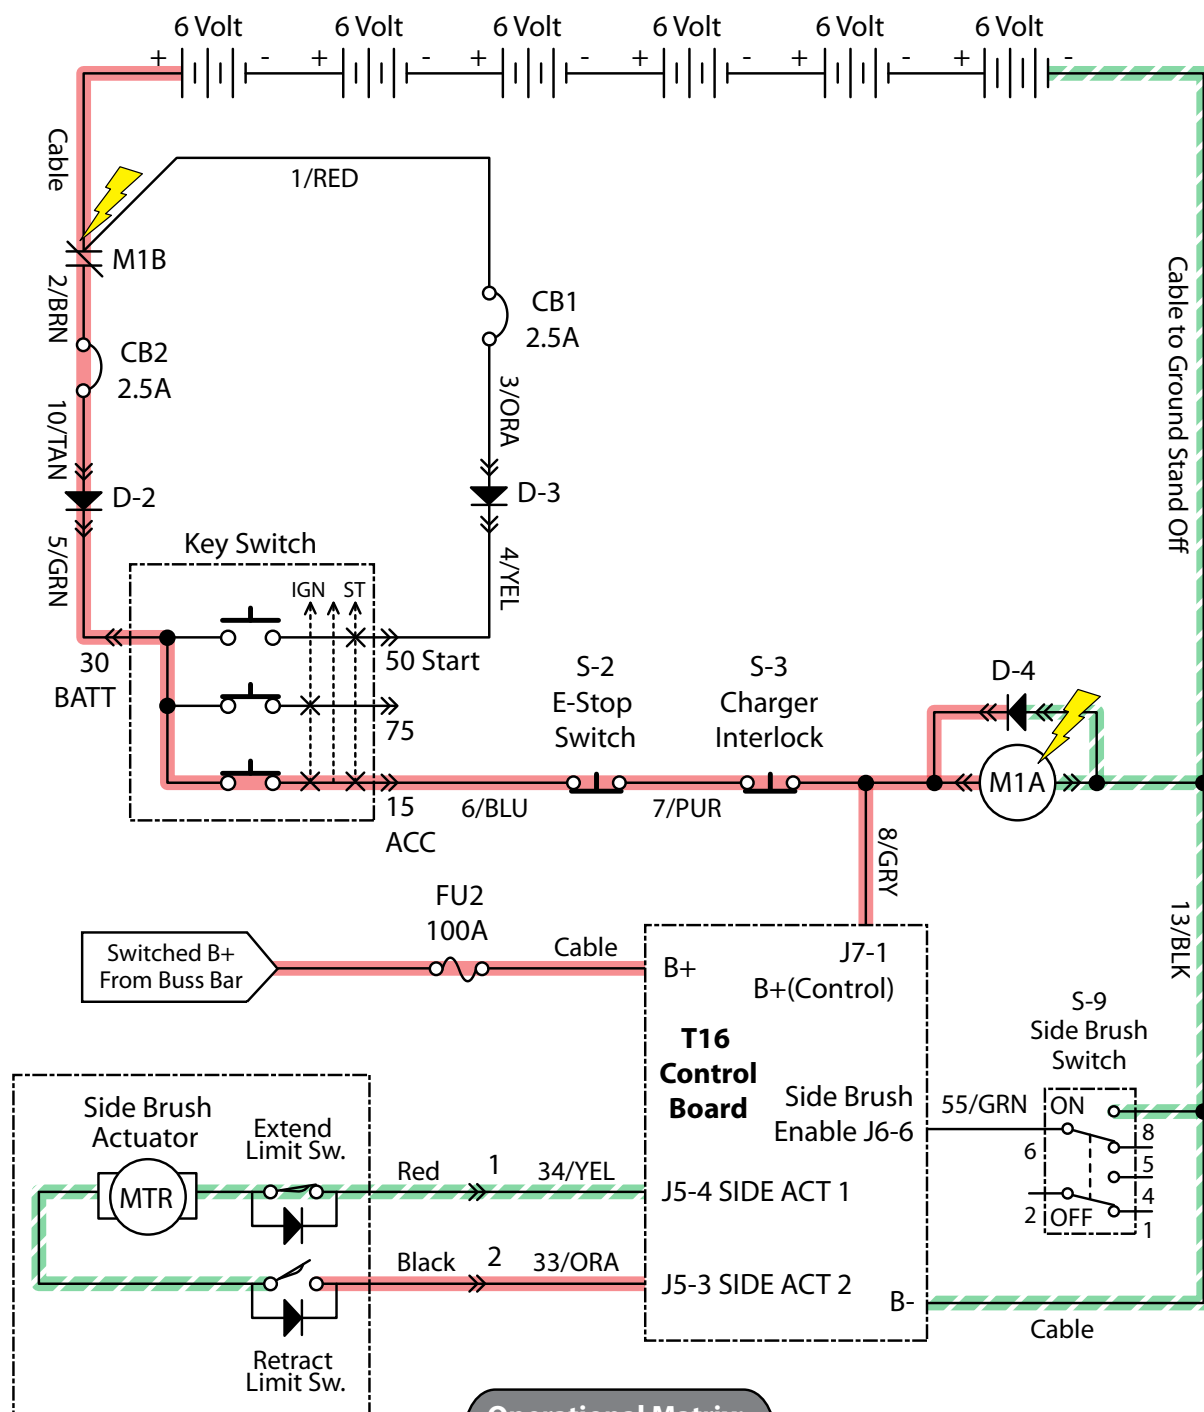 6 Volt 6 Volt 6 Volt 6 Volt 6 Volt 6 Volt
+ - + - + - + - + - + -
Cable
1/RED
M1B
2/BRN
CB1
2.5A
CB2
2.5A
3/ORA
10/TAN
D-2
D-3
Cable to Ground Stand Off
5/GRN
Key Switch
4/YEL
IGN ST
30
BATT
50 Start
75
15
ACC
S-2
E-Stop
Switch
S-3
Charger
Interlock
D-4
M1A
6/BLU
7/PUR
8/GRY
FU2
100A
Switched B+
From Buss Bar
Cable
B+
J7-1
B+(Control)
13/BLK
T16
Control
Board
S-9
Side Brush
Switch
Side Brush
Enable J6-6
55/GRN
ON
6
8
5
4
2
OFF
1
Side Brush
Actuator
MTR
Extend
Limit Sw.
Red 1 34/YEL
J5-4 SIDE ACT 1
Black 2 33/ORA
J5-3 SIDE ACT 2
B-
Cable
Retract
Limit Sw.
Operational Matrix